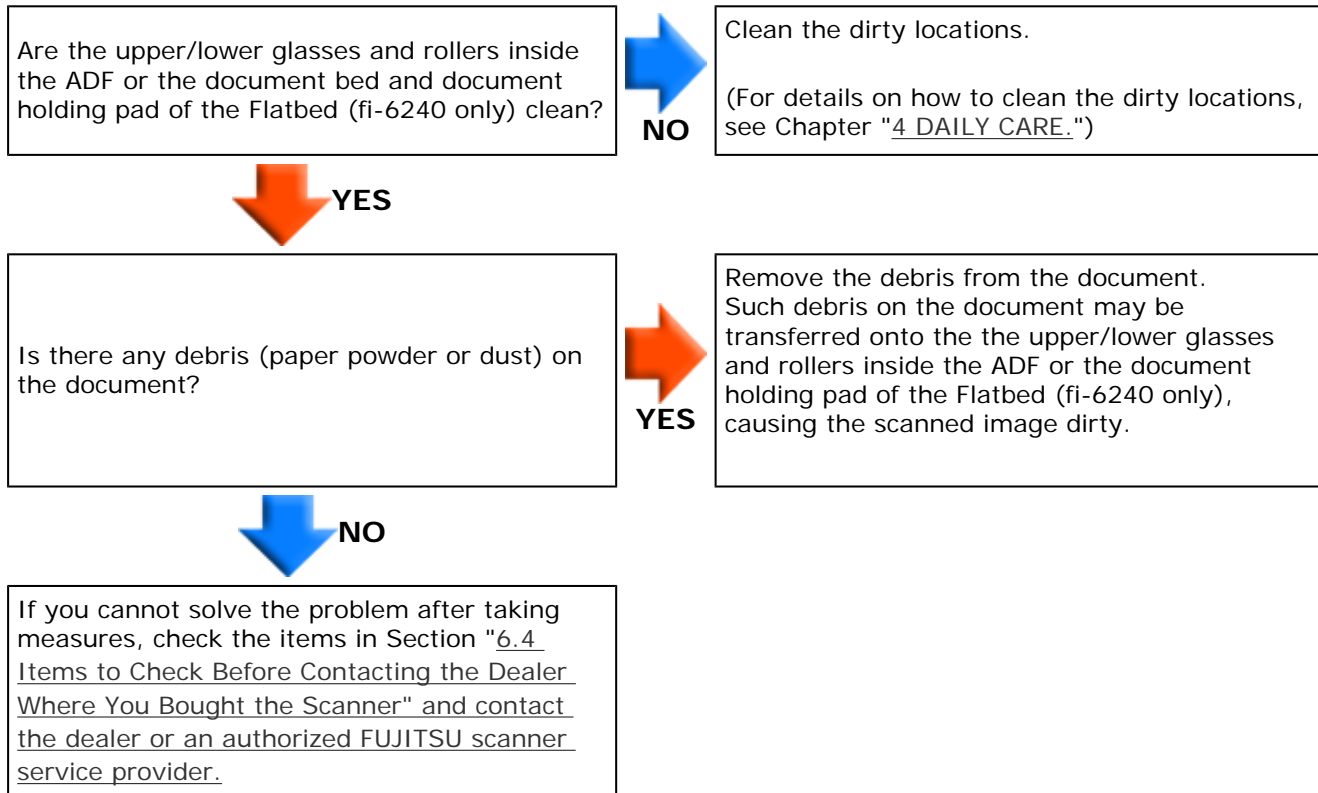 Are the upper/lower glasses and rollers inside
the ADF or the document bed and document
holding pad of the Flatbed (fi-6240 only) clean?
NO
Clean the dirty locations.
(For details on how to clean the dirty locations,
see Chapter "4 DAILY CARE.")
YES
Is there any debris (paper powder or dust) on
the document?
YES
Remove the debris from the document.
Such debris on the document may be
transferred onto the the upper/lower glasses
and rollers inside the ADF or the document
holding pad of the Flatbed (fi-6240 only),
causing the scanned image dirty.
NO
If you cannot solve the problem after taking
measures, check the items in Section "6.4
Items to Check Before Contacting the Dealer
Where You Bought the Scanner" and contact
the dealer or an authorized FUJITSU scanner
service provider.